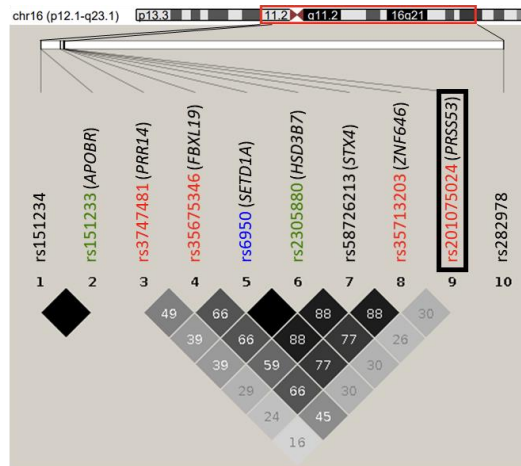 chr16 (p12.1-q23.1) p13.3 11.2 q11.2 16q21
rs151234
rs151233 (APOBR)
rs3747481 (PRR14)
rs35675346 (FBXL19)
rs6950 (SETD1A)
rs2305880 (HSD3B7)
rs58726213 (STX4)
rs35713203 (ZNF646)
rs201075024 (PRSS53)
rs282978
1 2 3 4 5 6 7 8 9 10
49 66 88 88 30
39 66 88 77 26
39 59 77 30
29 66 30
24 45
16